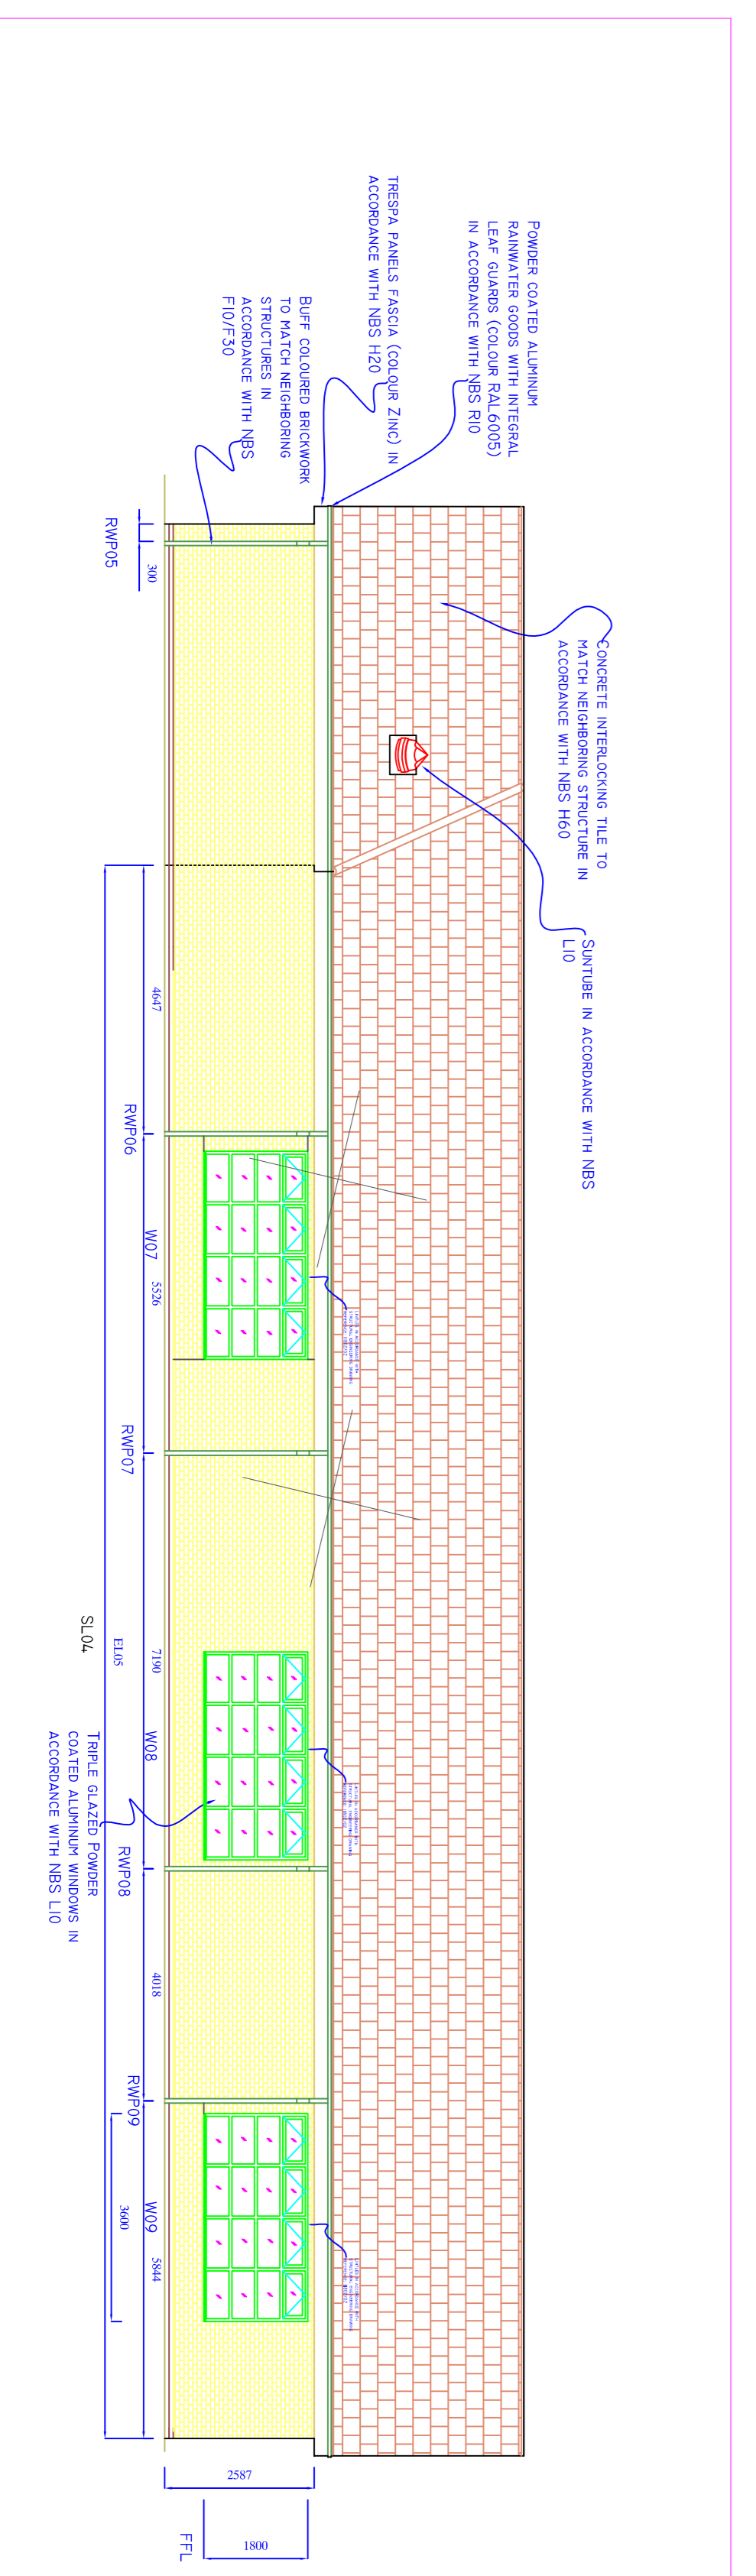 Powder coated aluminum
rainwater goods with integral
leaf guards (colour RAL6005)
in accordance with NBS R10
Trespa panels fascia (colour Zinc) in
accordance with NBS H20
Buff coloured brickwork
to match neighboring
structures in
accordance with NBS
F10/F30
Concrete interlocking tile to
match neighboring structure in
accordance with NBS H60
Suntube in accordance with NBS
L10
RWP05
300
4647
RWP06
W07
5526
RWP07
7190
W08
EL05
SL04
Triple glazed Powder
coated aluminum windows in
accordance with NBS L10
RWP08
4018
RWP09
W09
3600
5844
2587
1800
FFL